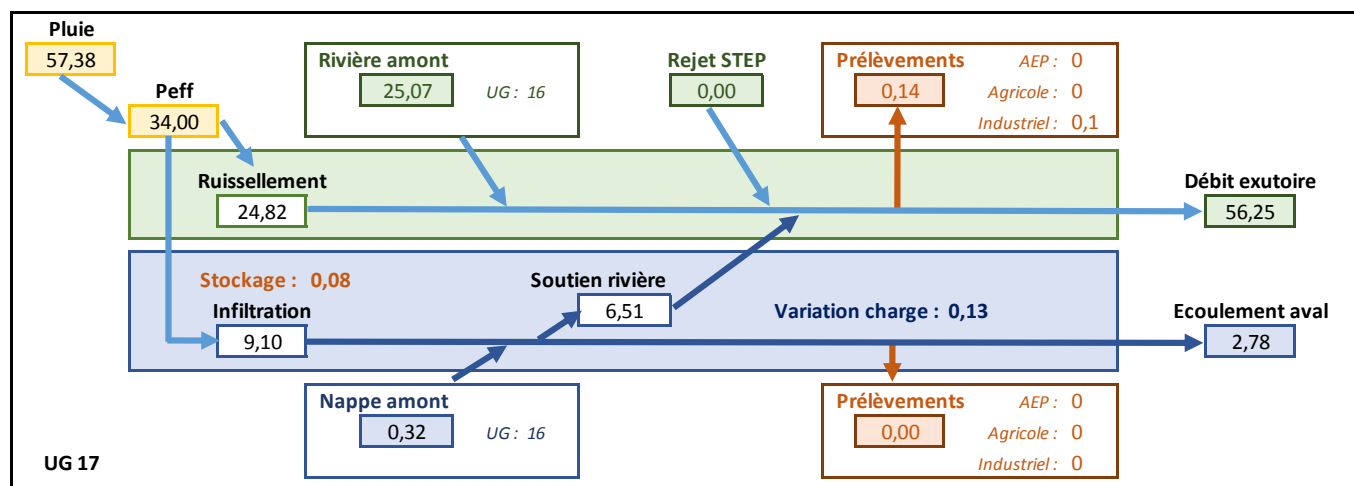 Pluie
57,38
Peff
34,00
Rivière amont
25,07
UG : 16
Rejet STEP
0,00
Prélèvements
0,14
AEP : 0
Agricole : 0
Industriel : 0,1
Ruissellement
24,82
Débit exutoire
56,25
Stockage : 0,08
Infiltration
9,10
Soutien rivière
6,51
Variation charge : 0,13
Ecoulement aval
2,78
Nappe amont
0,32
UG : 16
Prélèvements
0,00
AEP : 0
Agricole : 0
Industriel : 0
UG 17